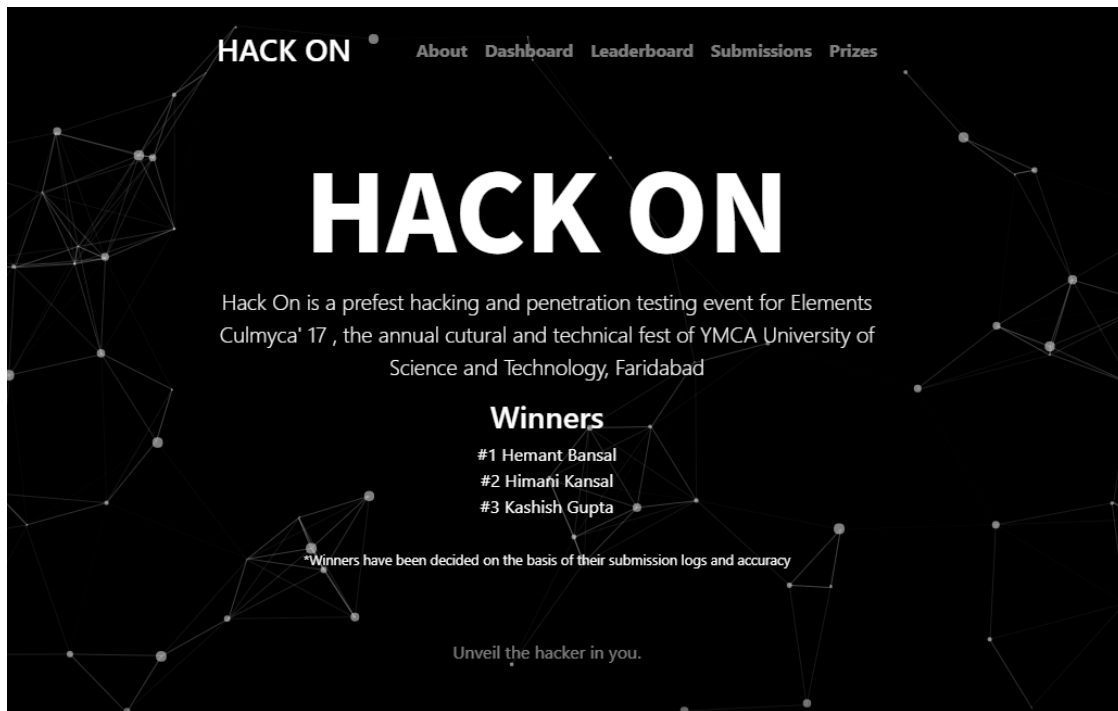 HACK ON
About Dashboard Leaderboard Submissions Prizes
HACK ON
Hack On is a prefest hacking and penetration testing event for Elements
Culmyca' 17 , the annual cutural and technical fest of YMCA University of
Science and Technology, Faridabad
Winners
#1 Hemant Bansal
#2 Himani Kansal
#3 Kashish Gupta
*Winners have been decided on the basis of their submission logs and accuracy
Unveil the hacker in you.